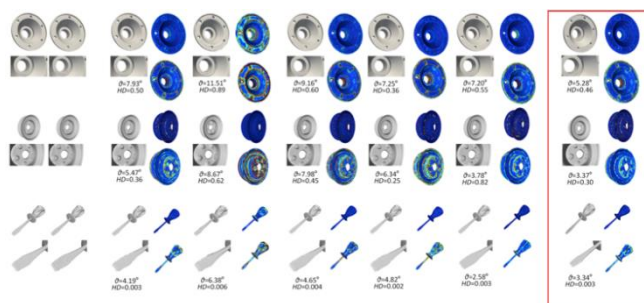 θ=7.93° θ=11.51° θ=9.16° θ=7.25° θ=7.20° θ=5.28°
HD=0.50 HD=0.89 HD=0.60 HD=0.36 HD=0.55 HD=0.46
θ=5.47° θ=8.67° θ=7.98° θ=6.34° θ=3.78° θ=3.37°
HD=0.36 HD=0.62 HD=0.45 HD=0.25 HD=0.82 HD=0.30
θ=4.19° θ=6.38° θ=4.65° θ=4.82° θ=2.58° θ=3.34°
HD=0.003 HD=0.006 HD=0.004 HD=0.002 HD=0.003 HD=0.003